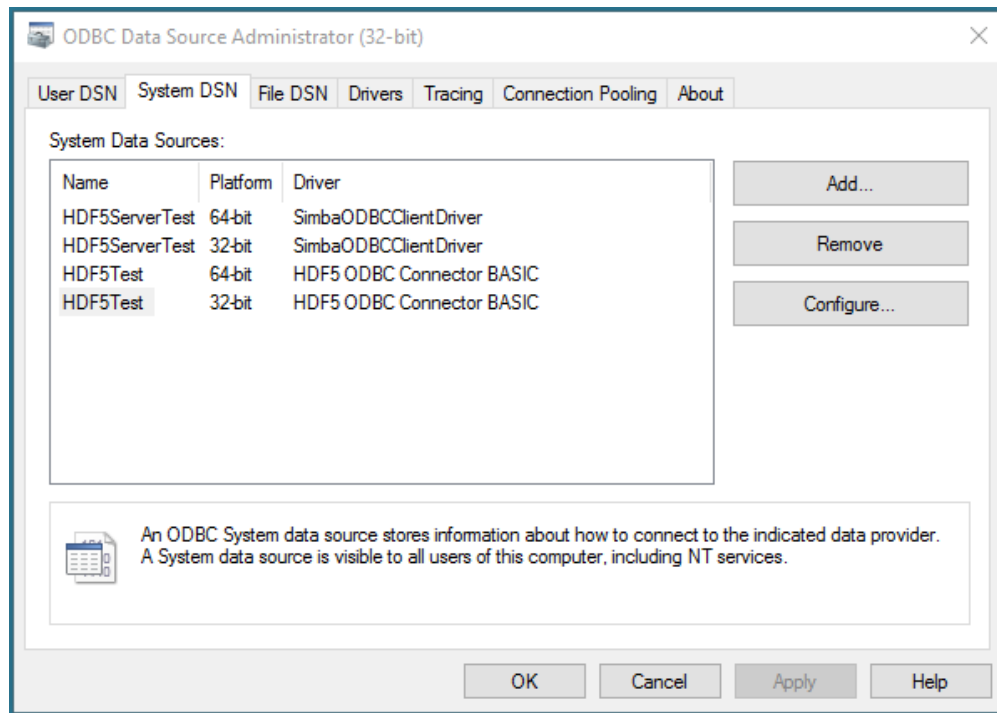 ODBC Data Source Administrator (32-bit)
User DSN System DSN File DSN Drivers Tracing Connection Pooling About
System Data Sources:
Name Platform Driver
HDF5ServerTest 64-bit SimbaODBCClientDriver
HDF5ServerTest 32-bit SimbaODBCClientDriver
HDF5Test 64-bit HDF5 ODBC Connector BASIC
HDF5Test 32-bit HDF5 ODBC Connector BASIC
Add...
Remove
Configure...
An ODBC System data source stores information about how to connect to the indicated data provider.
A System data source is visible to all users of this computer, including NT services.
OK Cancel Apply Help